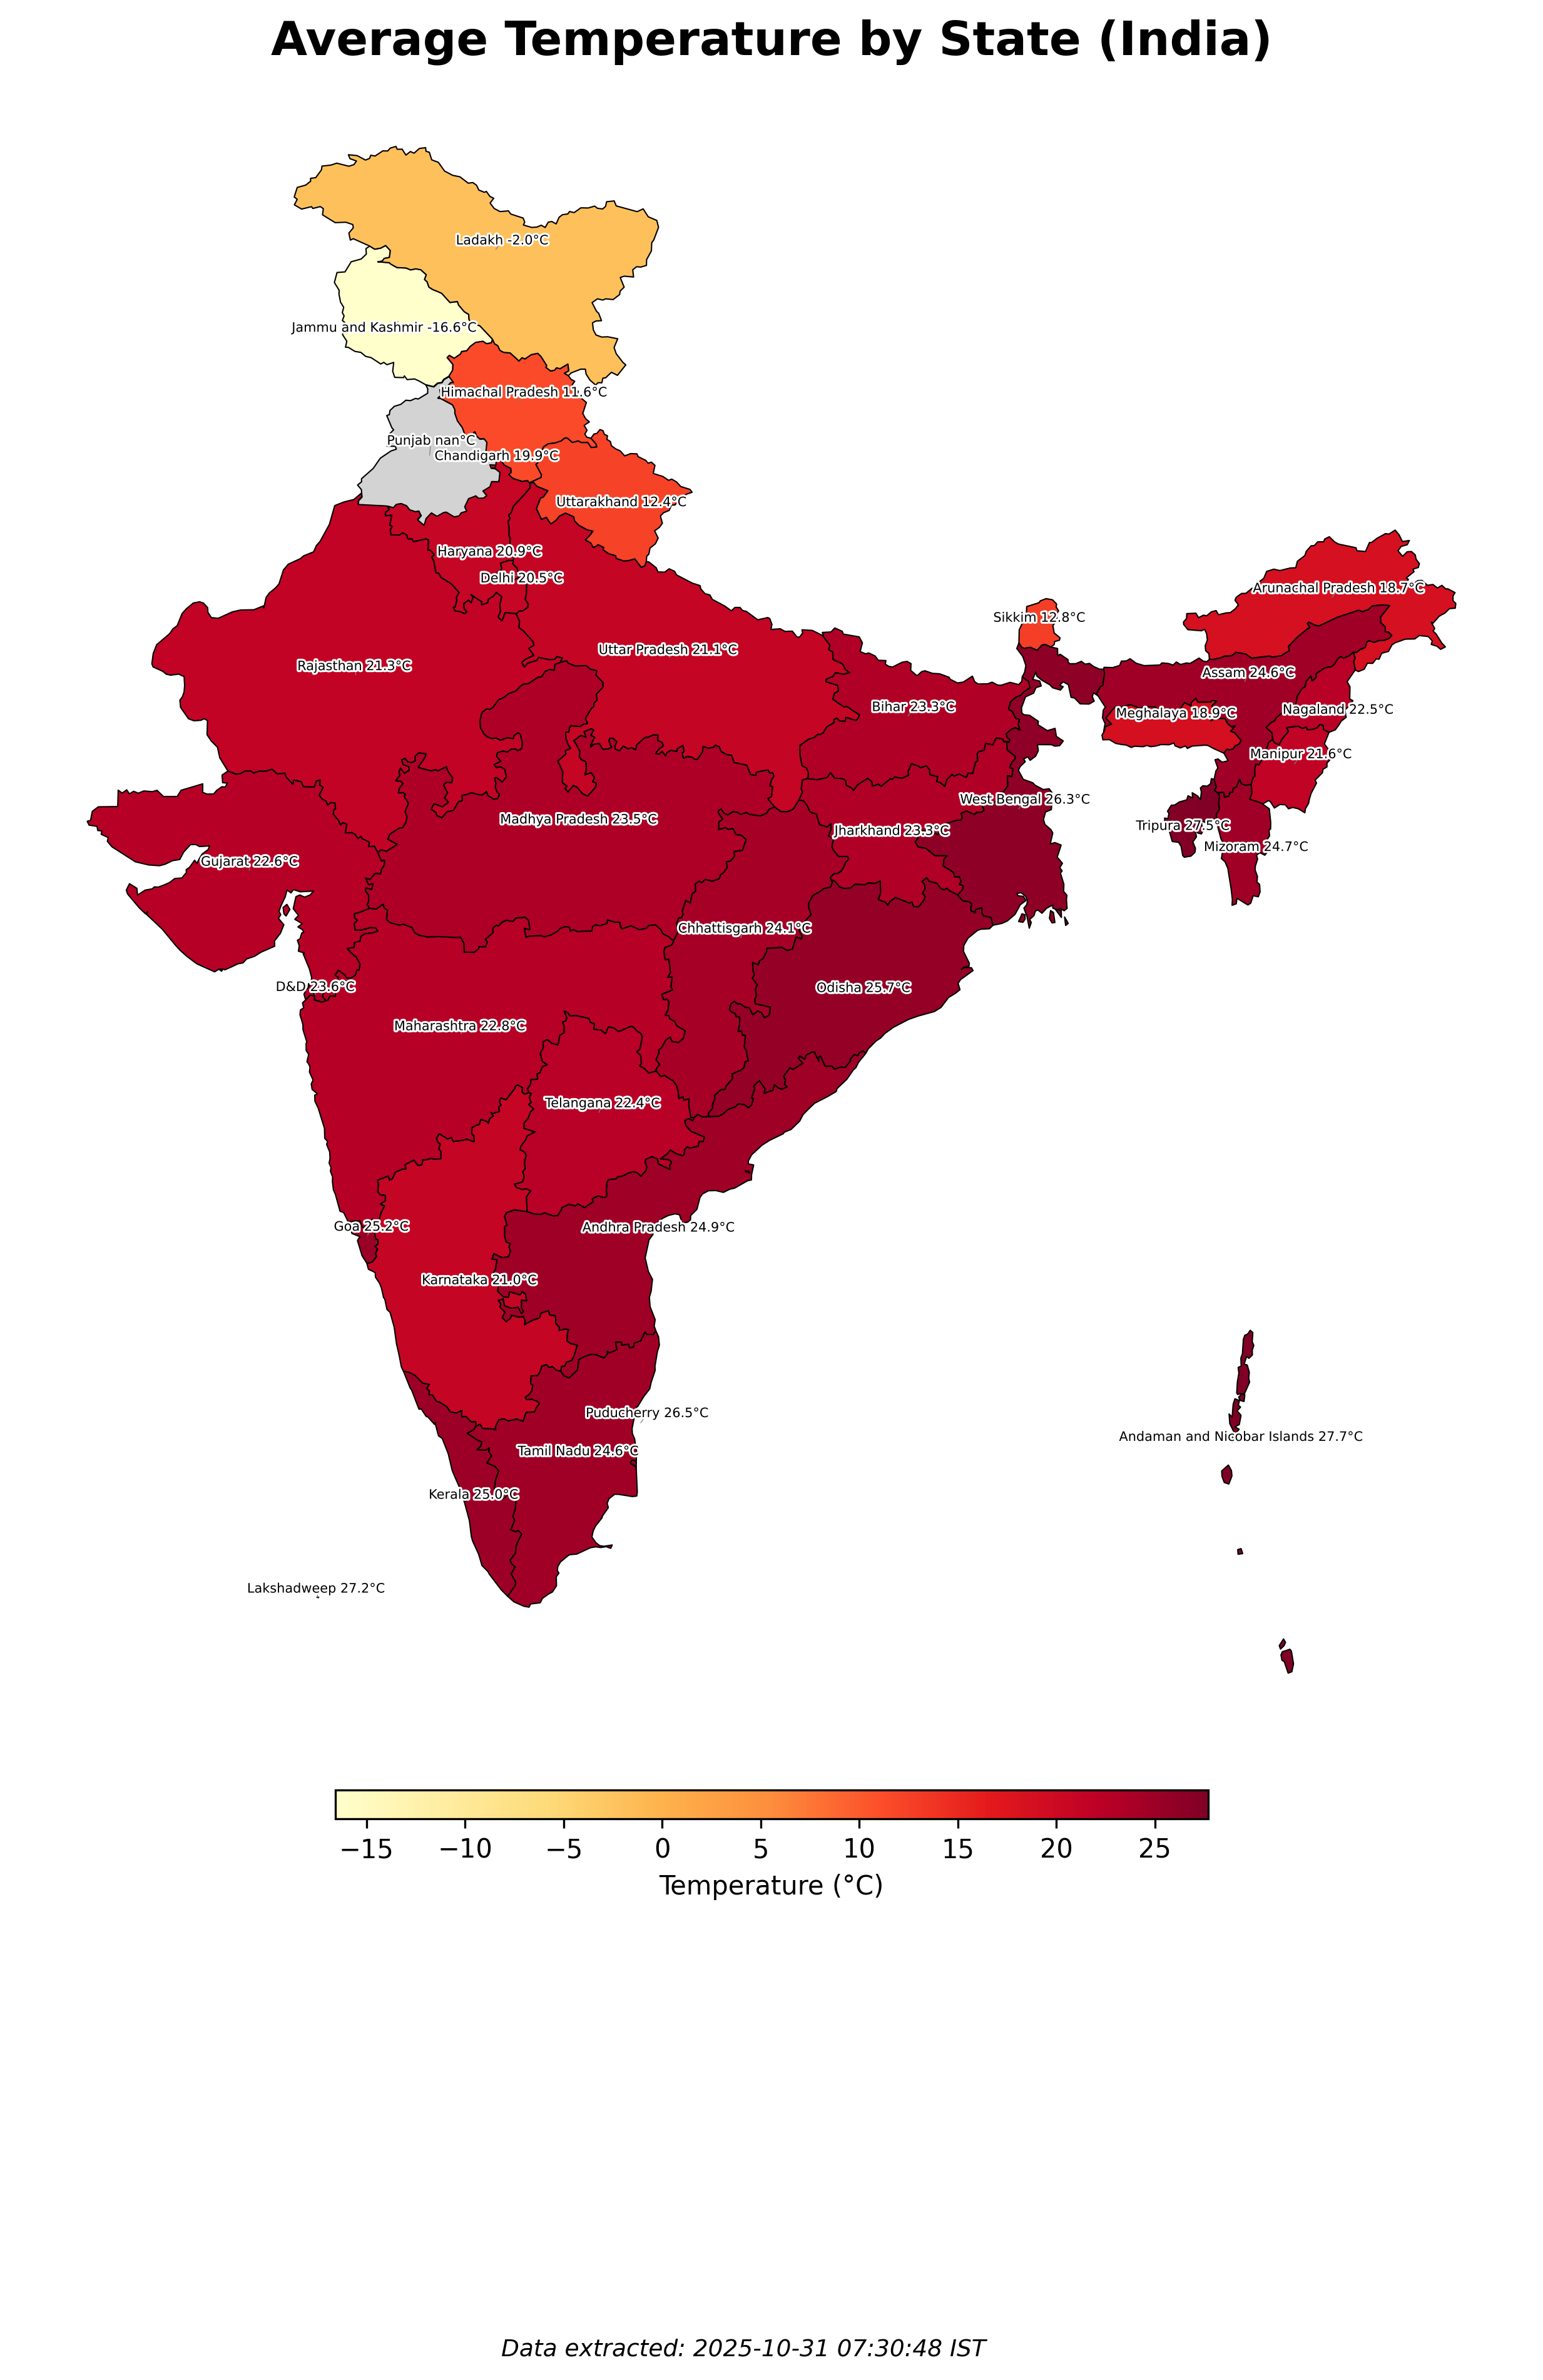 Average Temperature by State (India)
Ladakh -2.0°C
Jammu and Kashmir -16.6°C
Himachal Pradesh 11.6°C
Punjab nan°C
Chandigarh 19.9°C
Uttarakhand 12.4°C
Haryana 20.9°C
Delhi 20.5°C
Arunachal Pradesh 18.7°C
Sikkim 12.8°C
Uttar Pradesh 21.1°C
Rajasthan 21.3°C
Assam 24.6°C
Bihar 23.3°C
Nagaland 22.5°C
Meghalaya 18.9°C
Manipur 21.6°C
West Bengal 26.3°C
Madhya Pradesh 23.5°C
Tripura 27.5°C
Jharkhand 23.3°C
Mizoram 24.7°C
Gujarat 22.6°C
Chhattisgarh 24.1°C
D&D 23.6°C
Odisha 25.7°C
Maharashtra 22.8°C
Telangana 22.4°C
Goa 25.2°C
Andhra Pradesh 24.9°C
Karnataka 21.0°C
Puducherry 26.5°C
Andaman and Nicobar Islands 27.7°C
Tamil Nadu 24.6°C
Kerala 25.0°C
Lakshadweep 27.2°C
−15 −10 −5 0 5 10 15 20 25
Temperature (°C)
Data extracted: 2025-10-31 07:30:48 IST